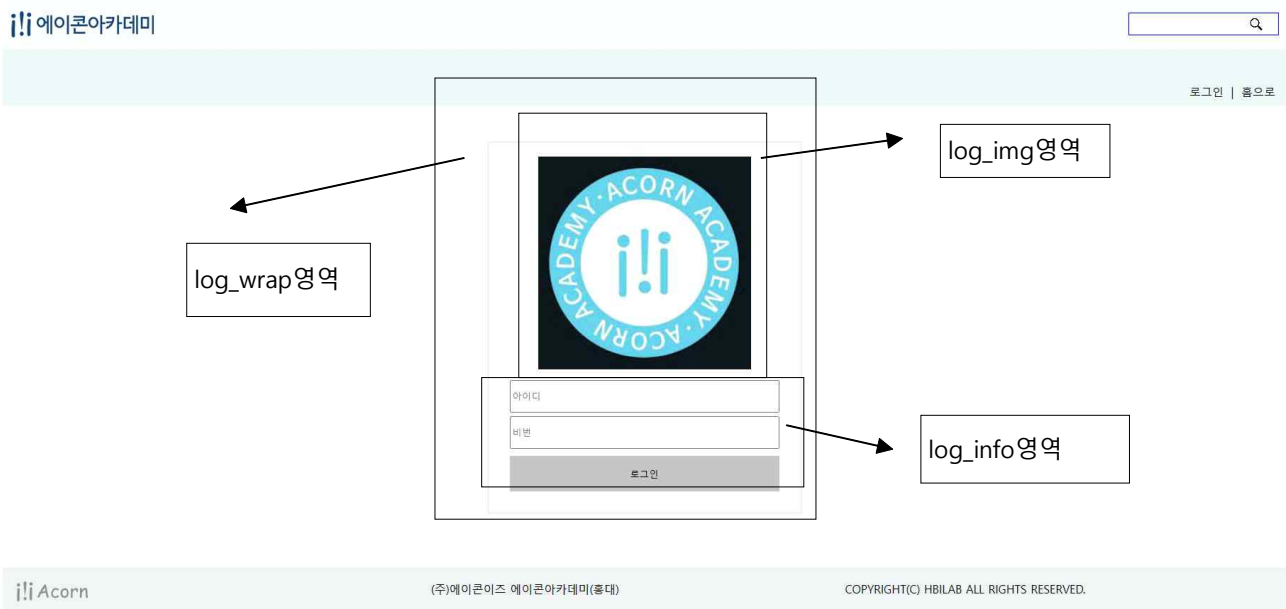 에이콘아카데미
로그인 | 홈으로
log_img영역
ACORN ACADEMY·ACORN ACADEMY·
log_wrap영역
아이디
비번
log_info영역
로그인
Acorn
(주)에이콘이즈 에이콘아카데미(홍대)
COPYRIGHT(C) HBILAB ALL RIGHTS RESERVED.